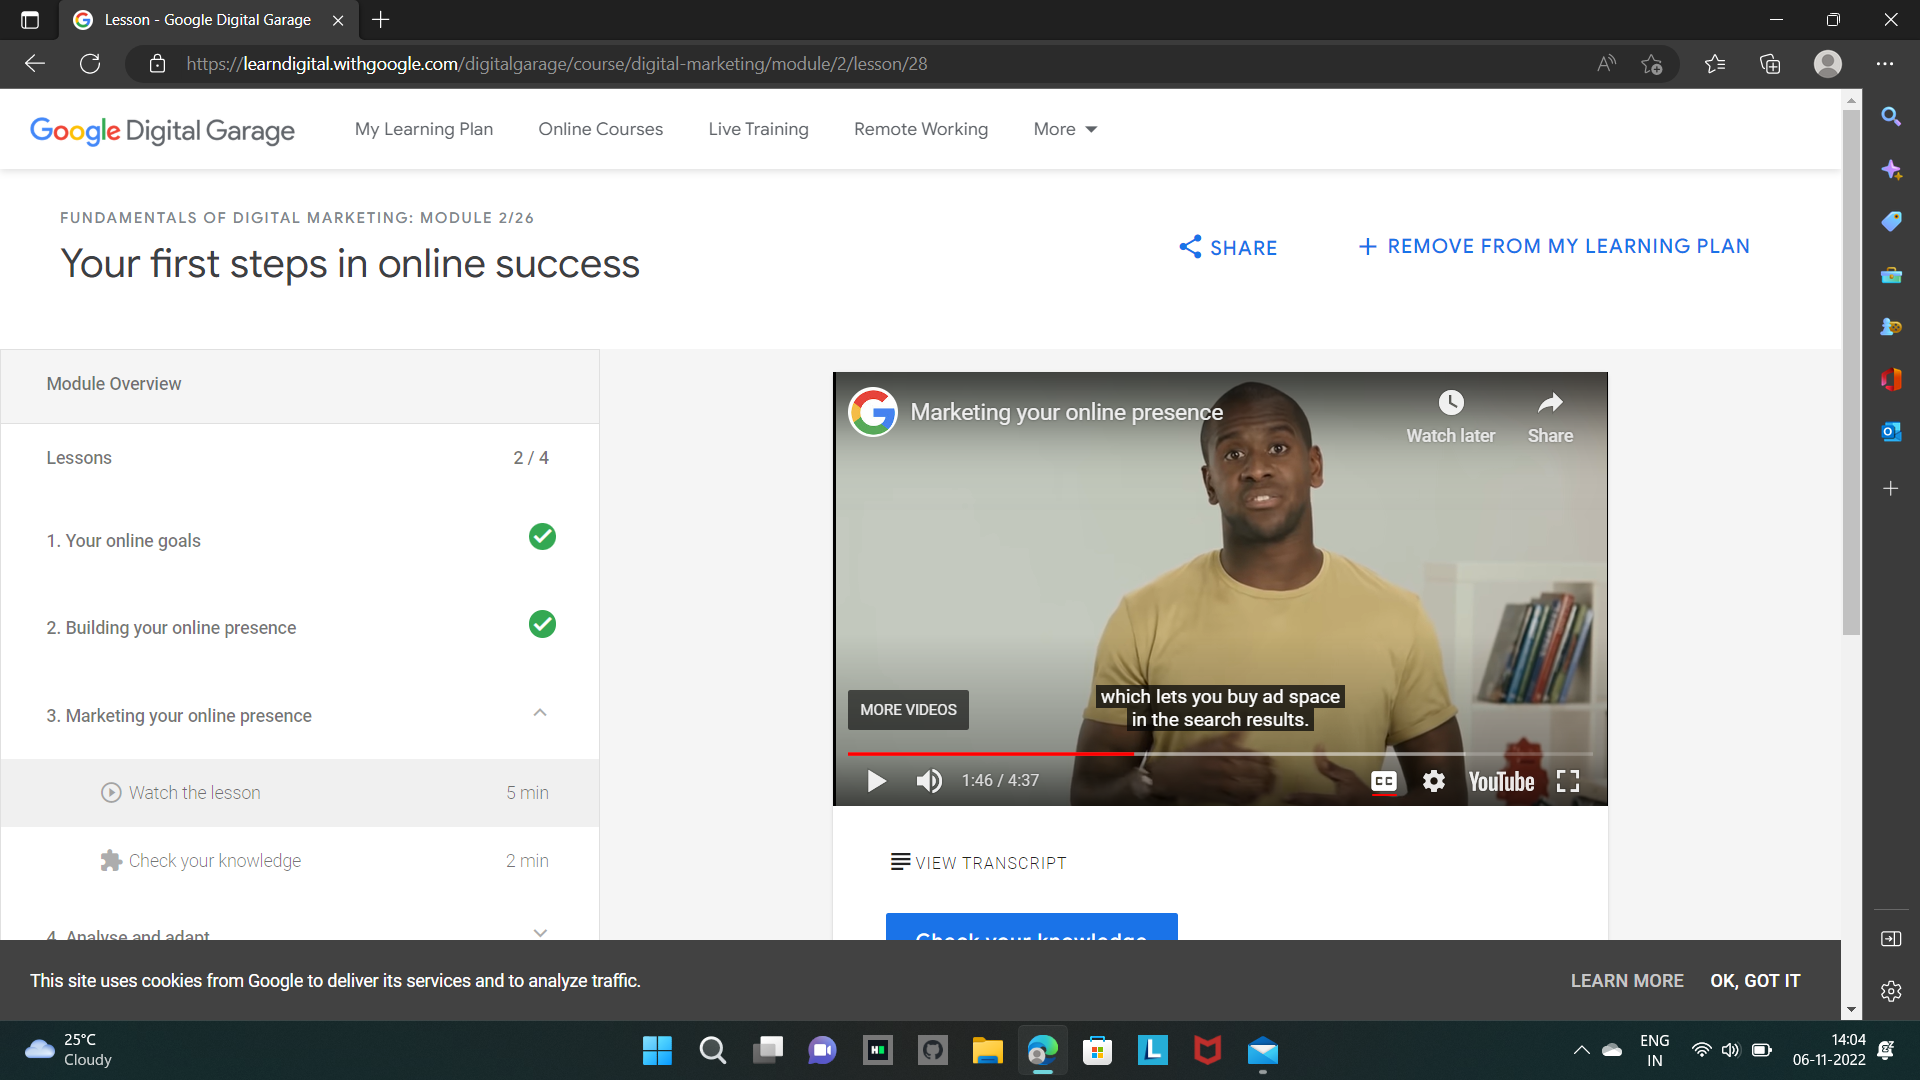 Lesson - Google Digital Garage
https://learndigital.withgoogle.com/digitalgarage/course/digital-marketing/module/2/lesson/28
Google Digital Garage
My Learning Plan
Online Courses
Live Training
Remote Working
More
FUNDAMENTALS OF DIGITAL MARKETING: MODULE 2/26
Your first steps in online success
SHARE
REMOVE FROM MY LEARNING PLAN
Module Overview
Lessons 2 / 4
1. Your online goals
2. Building your online presence
3. Marketing your online presence
Watch the lesson 5 min
Check your knowledge 2 min
4. Analyse and adapt
Marketing your online presence
Watch later
Share
MORE VIDEOS
which lets you buy ad space
in the search results.
1:46 / 4:37
CC
YouTube
VIEW TRANSCRIPT
Check your knowledge
This site uses cookies from Google to deliver its services and to analyze traffic.
LEARN MORE
OK, GOT IT
25°C
Cloudy
ENG
IN
14:04
06-11-2022